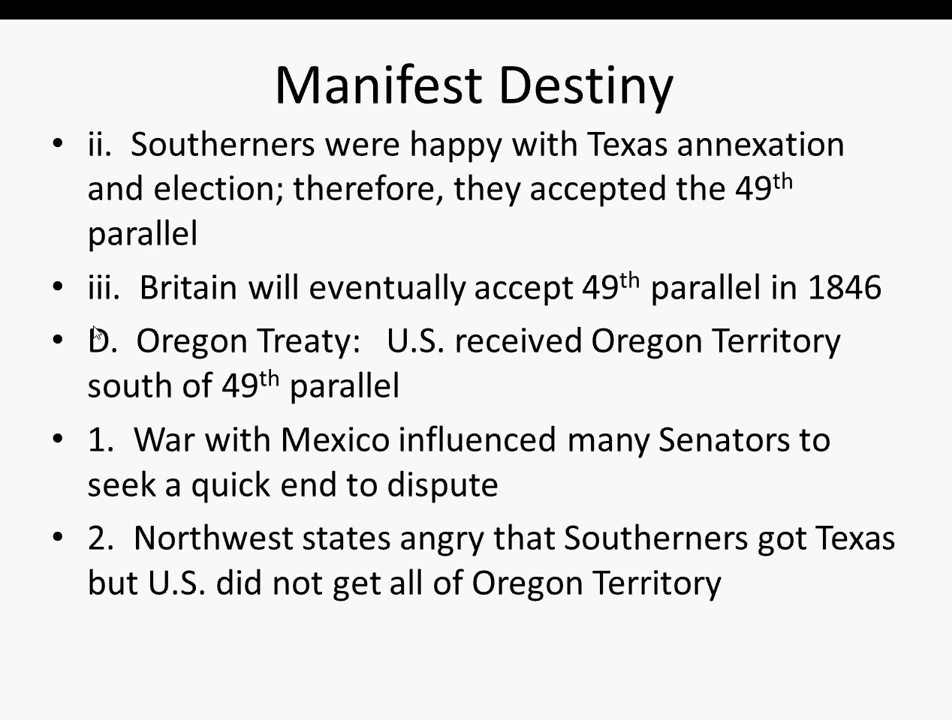 Manifest Destiny
• ii. Southerners were happy with Texas annexation
and election; therefore, they accepted the 49th
parallel
• iii. Britain will eventually accept 49th parallel in 1846
• D. Oregon Treaty: U.S. received Oregon Territory
south of 49th parallel
• 1. War with Mexico influenced many Senators to
seek a quick end to dispute
• 2. Northwest states angry that Southerners got Texas
but U.S. did not get all of Oregon Territory